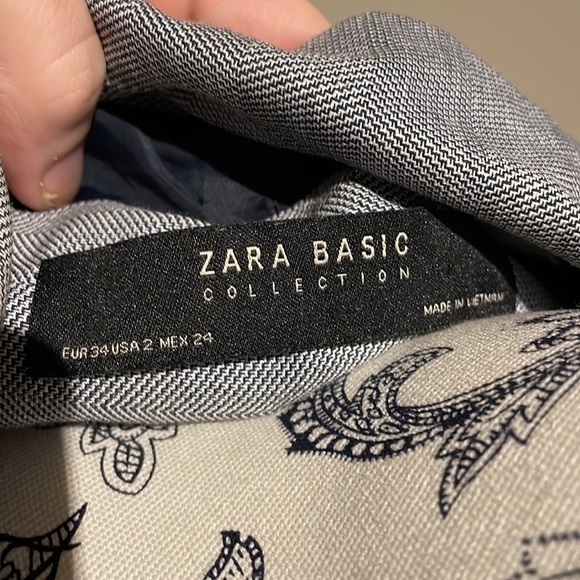 ZARA BASIC
COLLECTION
MADE IN VIETNAM
EUR 34 USA 2 MEX 24